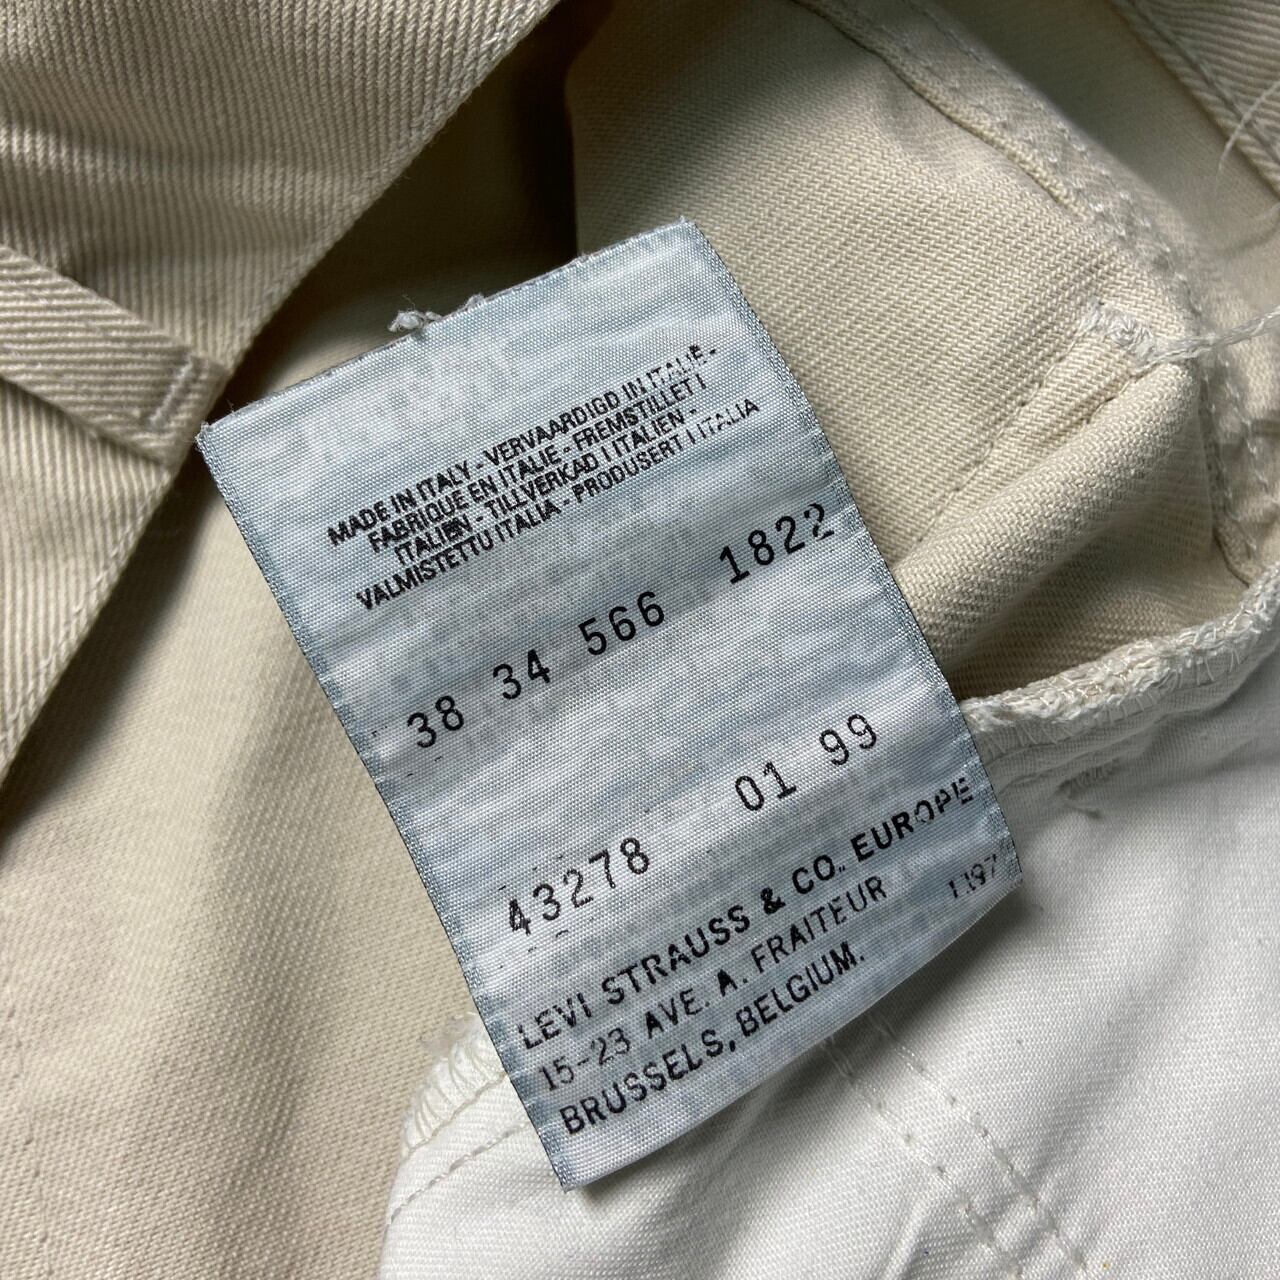 MADE IN ITALY - VERVAARDIGD IN ITALIE -
FABRIQUE EN ITALIE - FREMSTILLET I
ITALIEN - TILLVERKAD I ITALIEN -
VALMISTETTU ITALIA - PRODUSERT I ITALIA
38 34 566 1822
43278 01 99
LEVI STRAUSS & CO. EUROPE
15-23 AVE. A. FRAITEUR
BRUSSELS, BELGIUM.